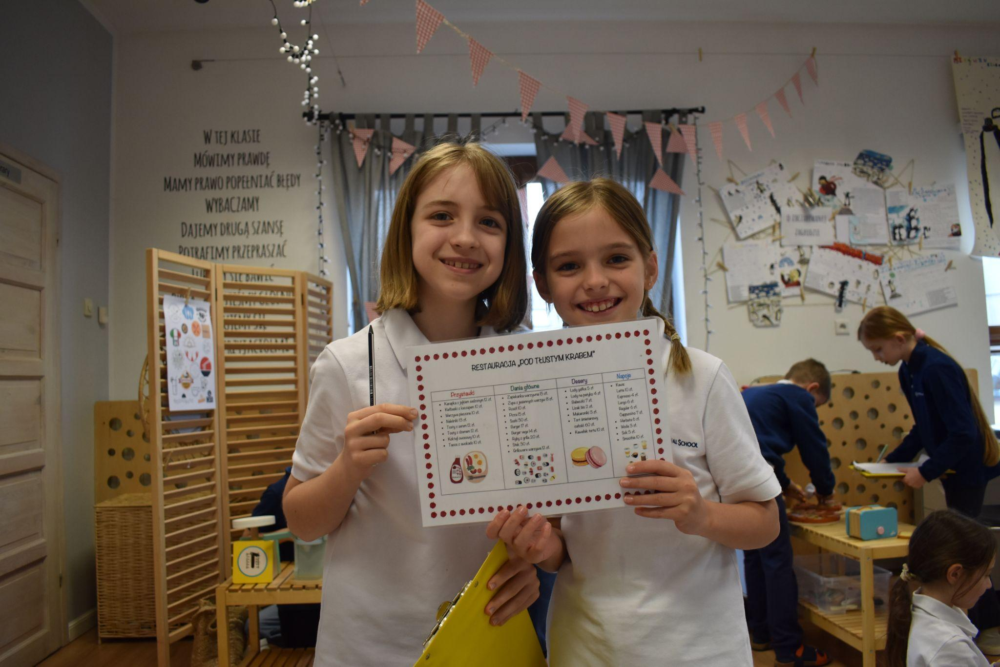 W TEJ KLASIE
MÓWIMY PRAWDĘ
MAMY PRAWO POPEŁNIAĆ BŁĘDY
WYBACZAMY
DAJEMY DRUGĄ SZANSĘ
POTRAFIMY PRZEPRASZAĆ
RESTAURACJA „POD TŁUSTYM KRABEM”
Przystawki
Kanapka z jajkiem sadzonym 12 zł.
Kiełbaski z keczupem 10 zł.
Warzywa pieczone 10 zł.
Naleśniki 13 zł.
Tosty z serem 12 zł.
Tosty z dżemem 12 zł.
Koktajl owocowy 10 zł.
Tacos z awokado 10 zł.
Dania główne
Zapiekanka warzywna 15 zł.
Zupa z jesiennych warzyw 8 zł.
Rosół 10 zł.
Pizza 15 zł.
Sushi 30 zł.
Burger 17 zł.
Burger vege 14 zł.
Ryby z grilla 20 zł.
Stek 30 zł.
Grillowane warzywa 12 zł.
Desery
Lody gałka 5 zł
Lody na patyku 4 zł
Babeczki 7 zł.
Lizak bio 2 zł.
Makaroniki 3 zł.
Tort śmietanowy
całość 60 zł.
Kawałek tortu 10 zł.
Napoje
Kawa:
Latte 10 zł.
Espresso 4 zł.
Lungo 6 zł.
Regular 6 zł.
Cappuccino 7 zł.
Herbata 6 zł.
Woda 3 zł.
Sok 5 zł.
Smoothie 10 zł.
AL SCHOOL